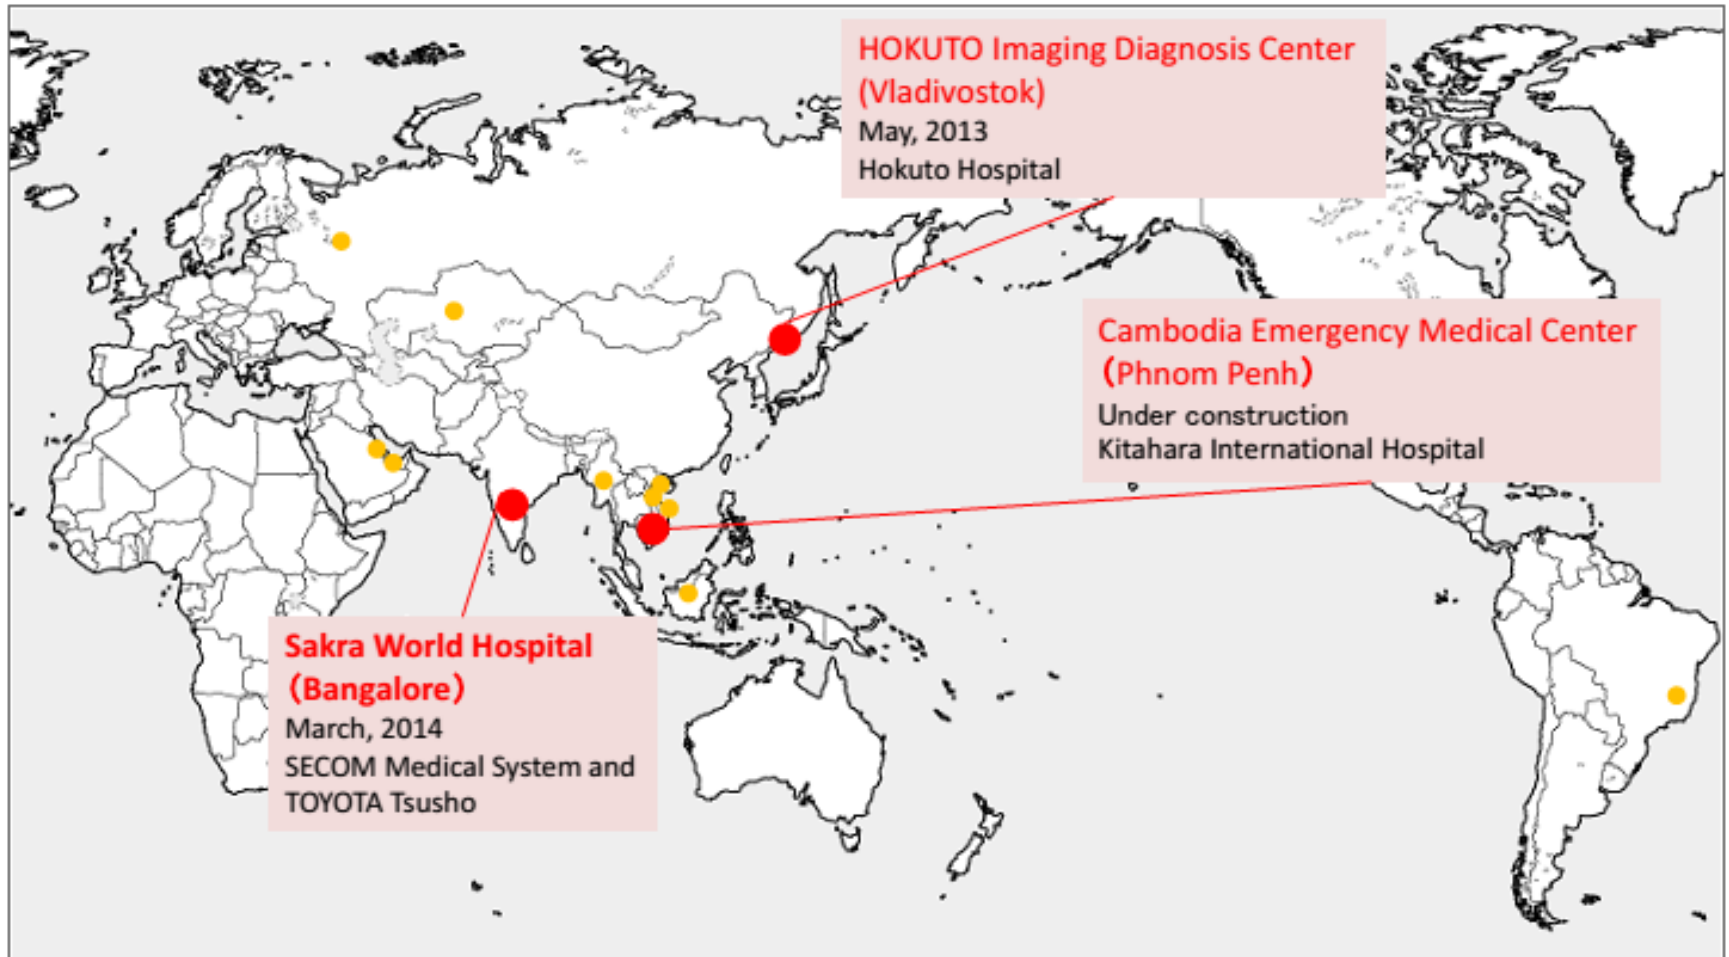 HOKUTO Imaging Diagnosis Center
(Vladivostok)
May, 2013
Hokuto Hospital
Cambodia Emergency Medical Center
(Phnom Penh)
Under construction
Kitahara International Hospital
Sakra World Hospital
(Bangalore)
March, 2014
SECOM Medical System and
TOYOTA Tsusho